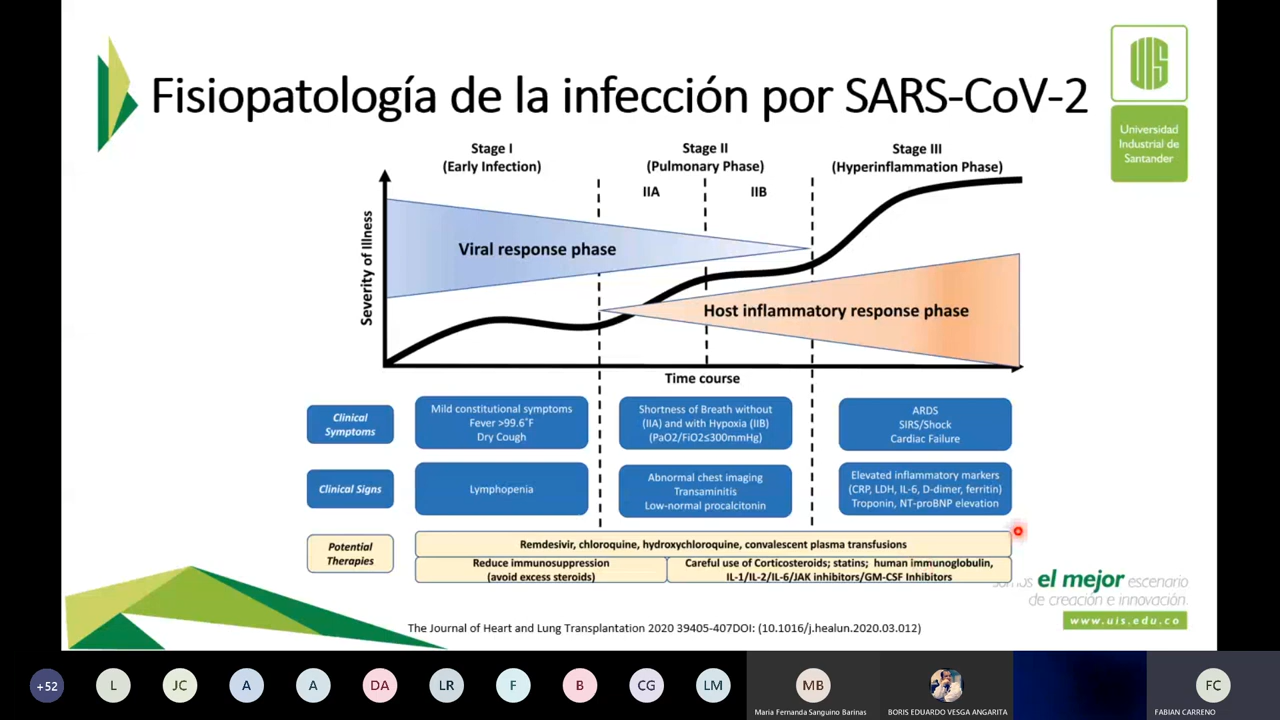 Fisiopatología de la infección por SARS-CoV-2
UIS
Universidad
Industrial de
Santander
Stage I
(Early Infection)
Stage II
(Pulmonary Phase)
IIA
IIB
Stage III
(Hyperinflammation Phase)
Severity of Illness
Viral response phase
Host inflammatory response phase
Time course
Clinical
Symptoms
Mild constitutional symptoms
Fever >99.6°F
Dry Cough
Shortness of Breath without
(IIA) and with Hypoxia (IIB)
(PaO2/FiO2≤300mmHg)
ARDS
SIRS/Shock
Cardiac Failure
Clinical Signs
Lymphopenia
Abnormal chest imaging
Transaminitis
Low-normal procalcitonin
Elevated inflammatory markers
(CRP, LDH, IL-6, D-dimer, ferritin)
Troponin, NT-proBNP elevation
Potential
Therapies
Remdesivir, chloroquine, hydroxychloroquine, convalescent plasma transfusions
Reduce immunosuppression
(avoid excess steroids)
Careful use of Corticosteroids; statins; human immunoglobulin,
IL-1/IL-2/IL-6/JAK inhibitors/GM-CSF Inhibitors
el mejor escenario
de creación e innovación.
www.uis.edu.co
The Journal of Heart and Lung Transplantation 2020 39405-407DOI: (10.1016/j.healun.2020.03.012)
+52
L
JC
A
A
DA
LR
F
B
CG
LM
MB
FC
Maria Fernanda Sanguino Barinas
BORIS EDUARDO VESGA ANGARITA
FABIAN CARRENO